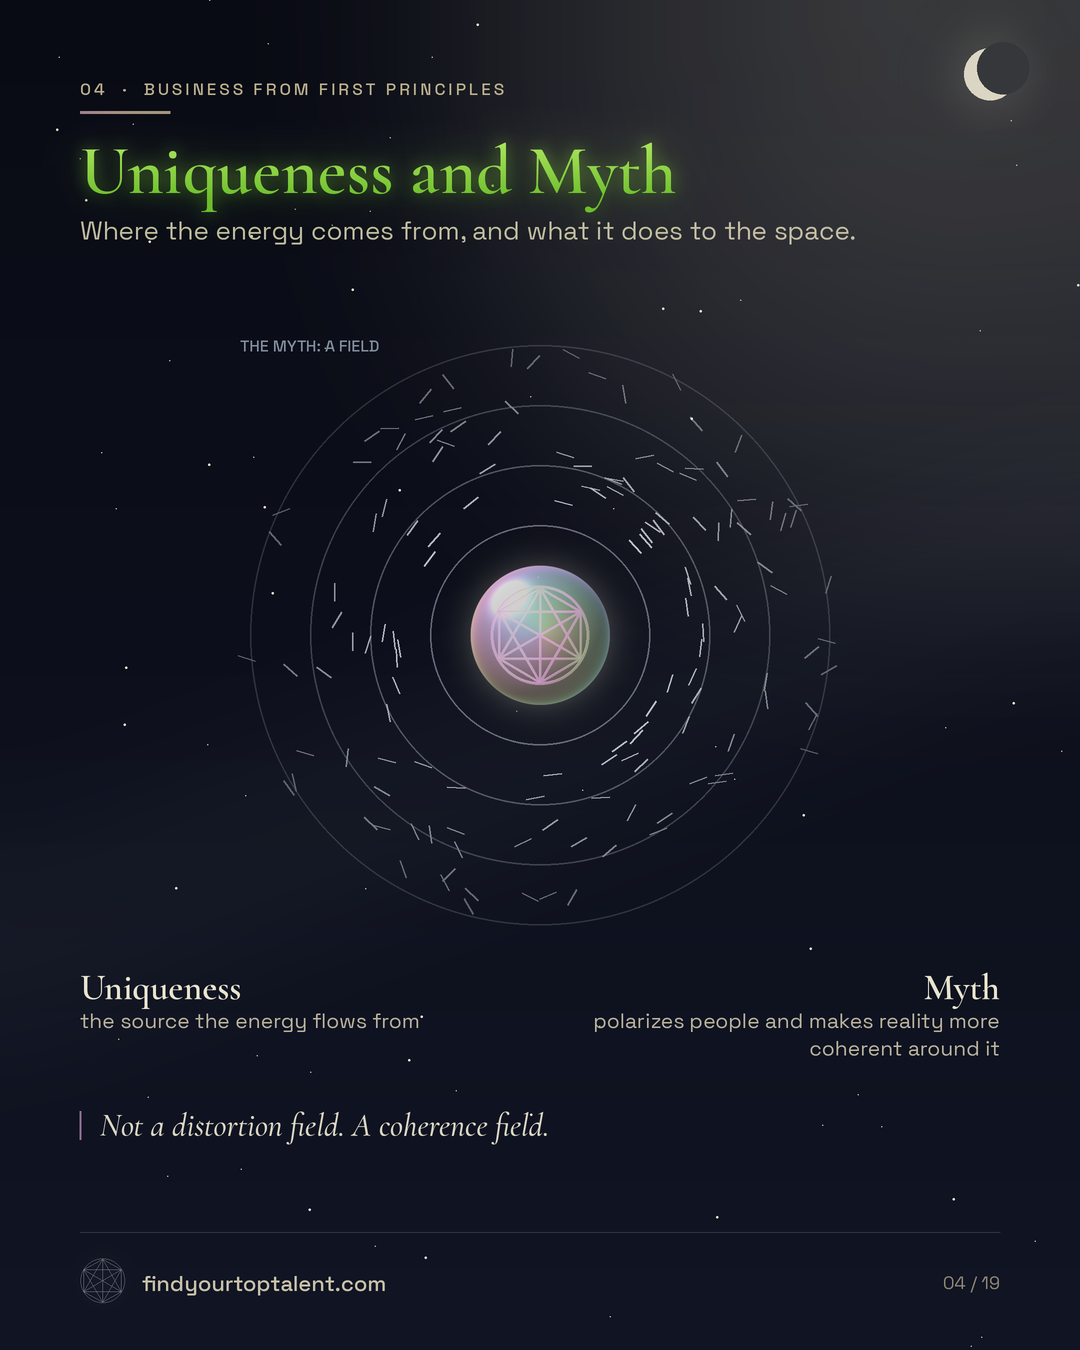 04 · BUSINESS FROM FIRST PRINCIPLES
Uniqueness and Myth
Where the energy comes from, and what it does to the space.
THE MYTH: A FIELD
Uniqueness
the source the energy flows from
Myth
polarizes people and makes reality more
coherent around it
Not a distortion field. A coherence field.
findyourtoptalent.com
04 / 19